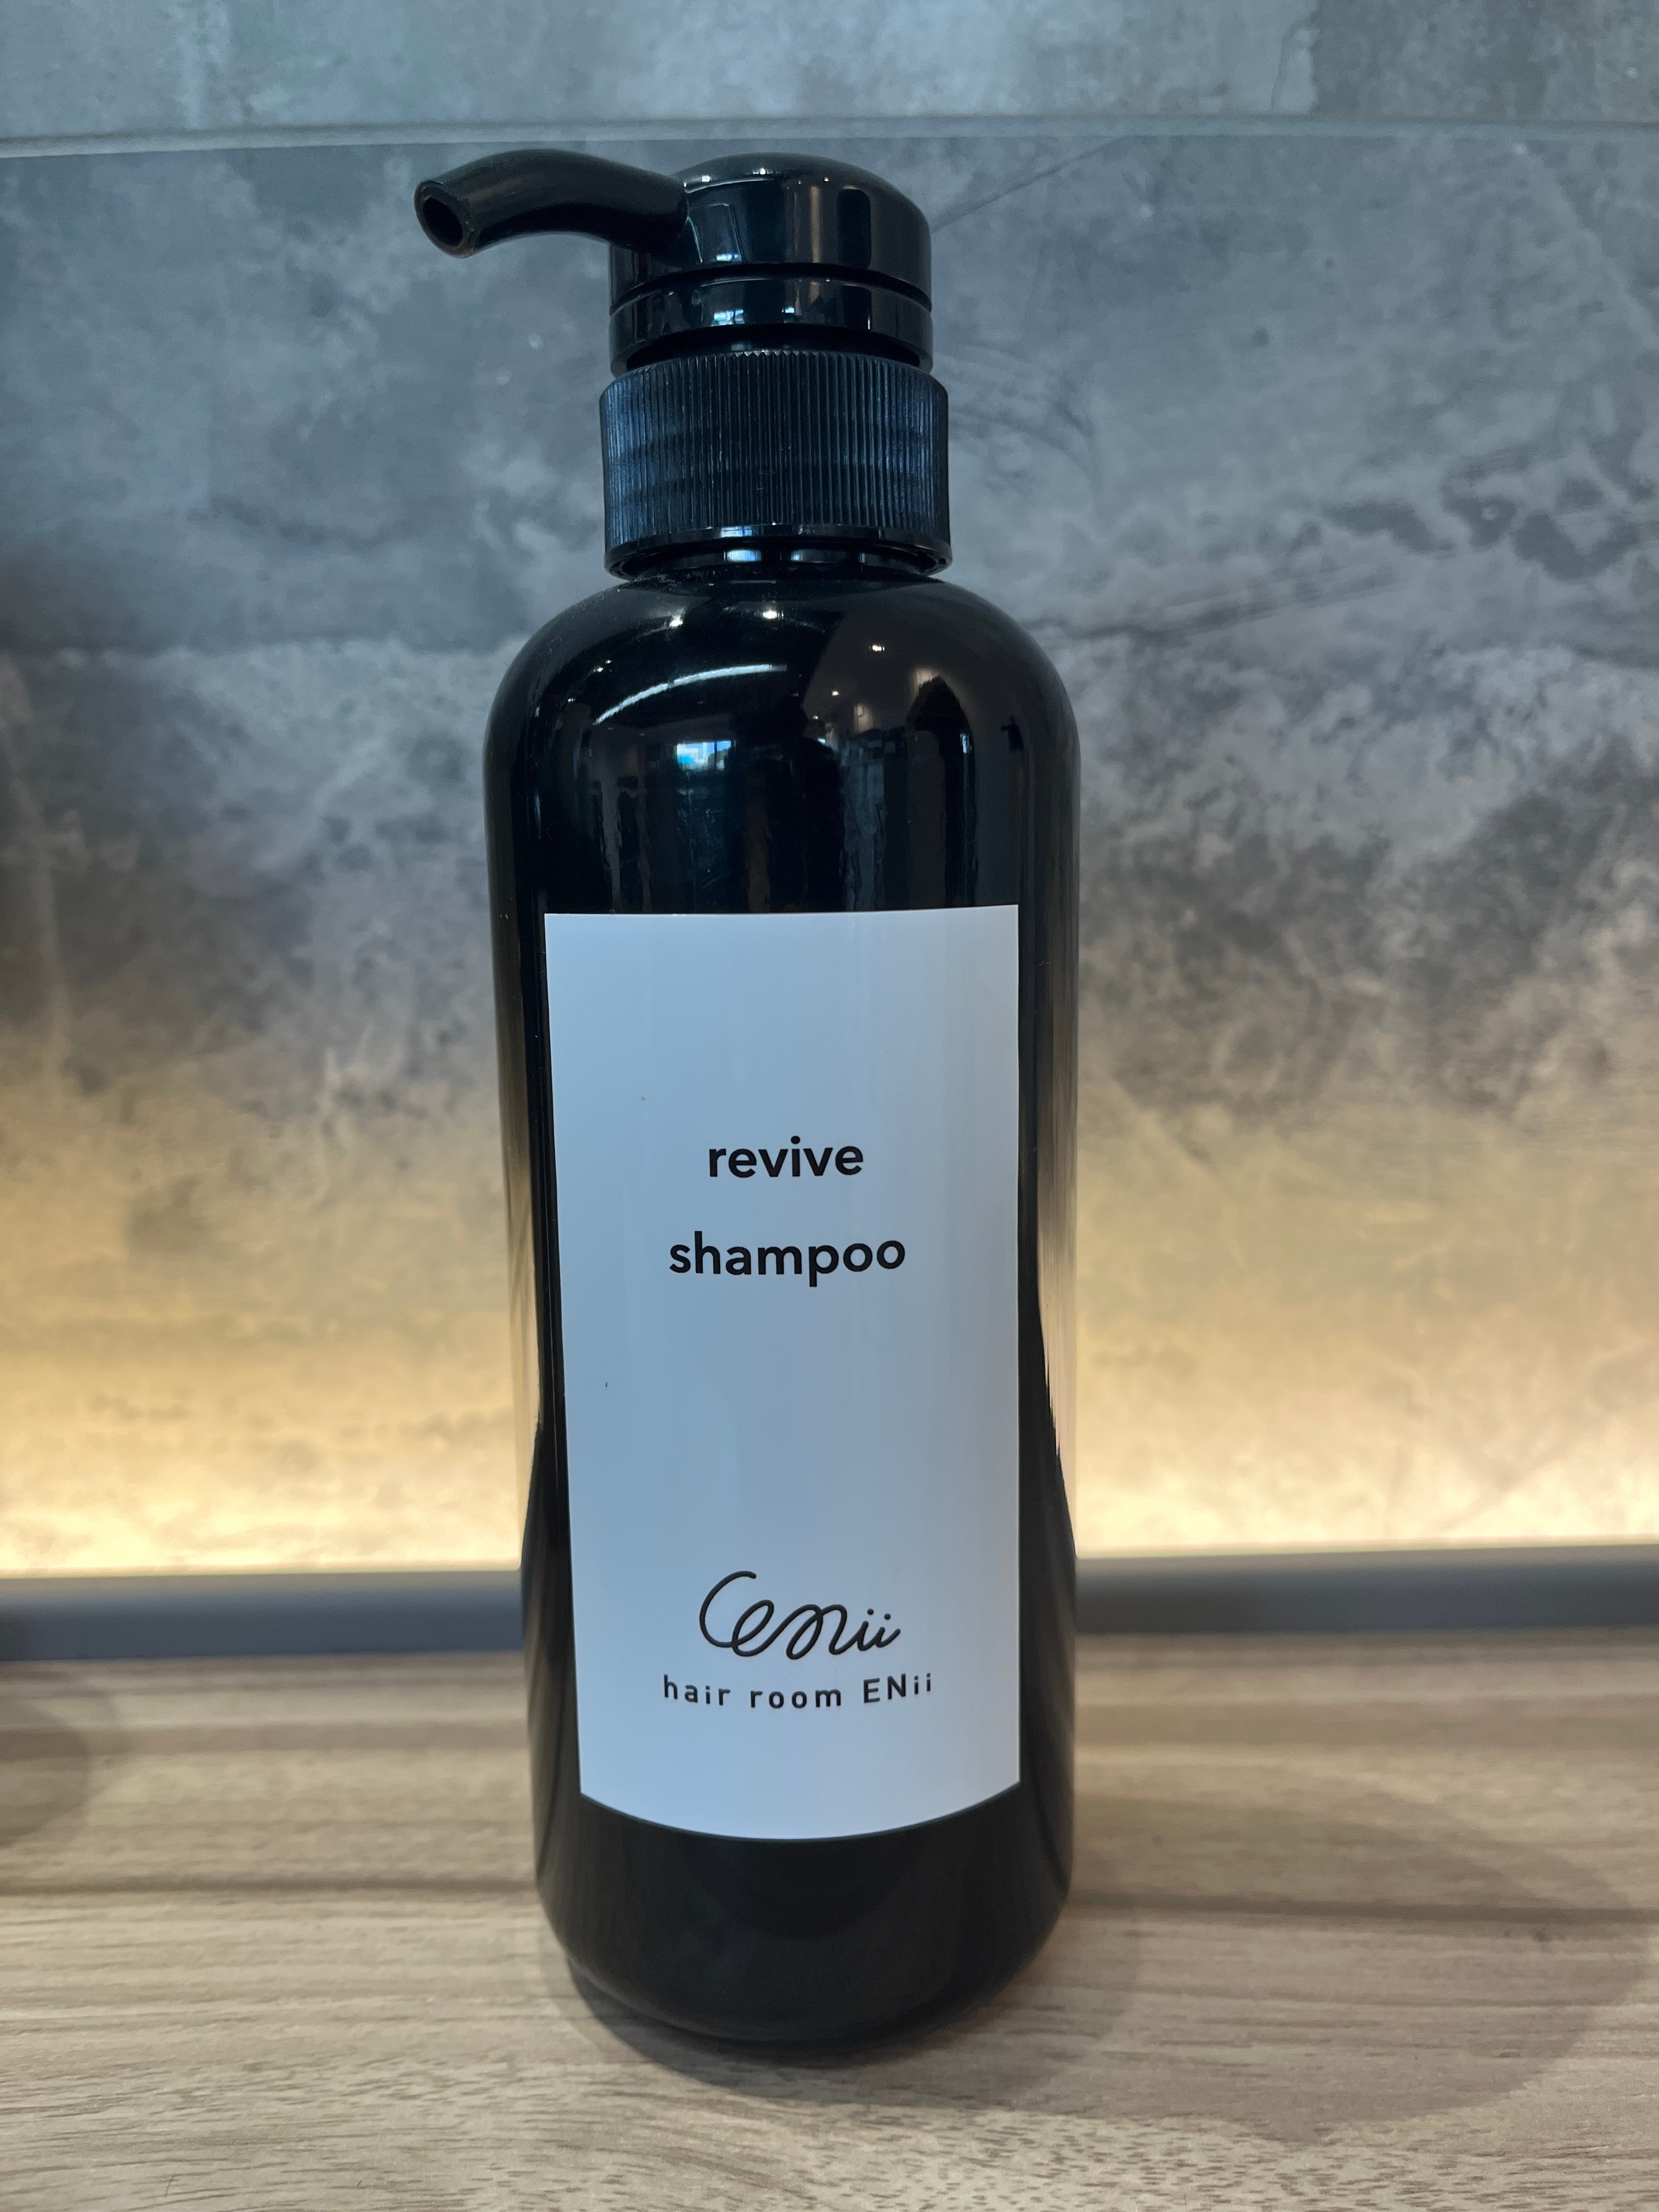 revive
shampoo
enii
hair room ENii